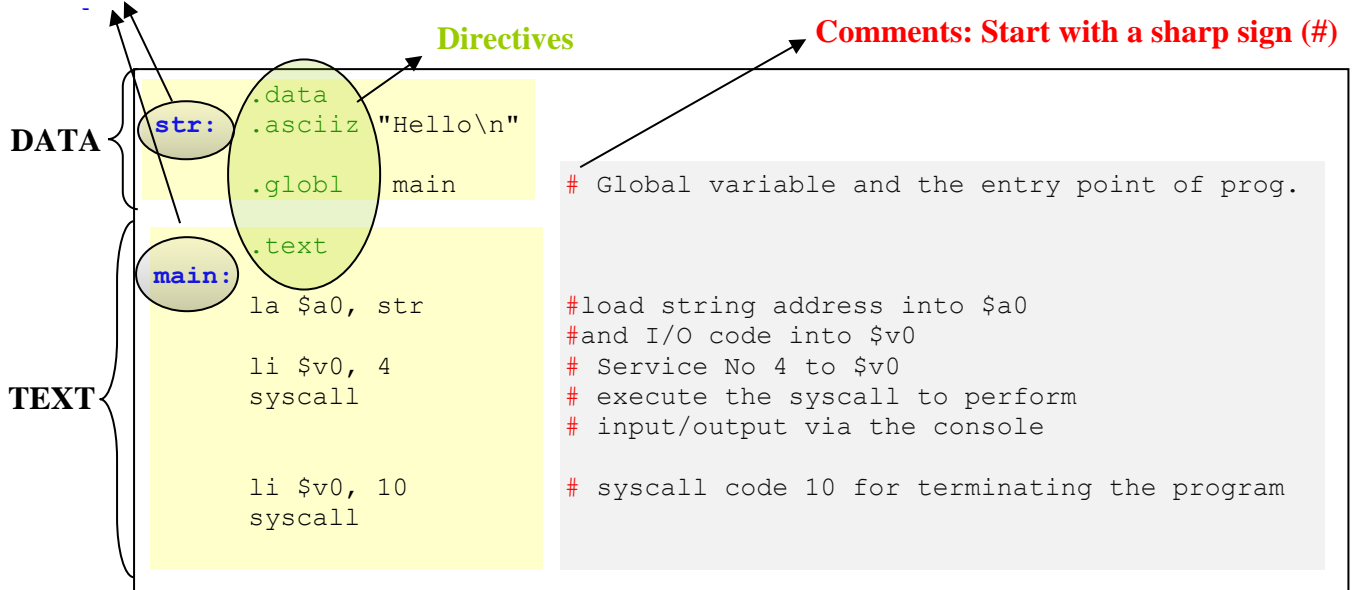 Directives
Comments: Start with a sharp sign (#)
DATA
.data
str: .asciiz "Hello\n"
.globl main # Global variable and the entry point of prog.
TEXT
.text
main:
la $a0, str #load string address into $a0
#and I/O code into $v0
li $v0, 4 # Service No 4 to $v0
syscall # execute the syscall to perform
# input/output via the console
li $v0, 10 # syscall code 10 for terminating the program
syscall